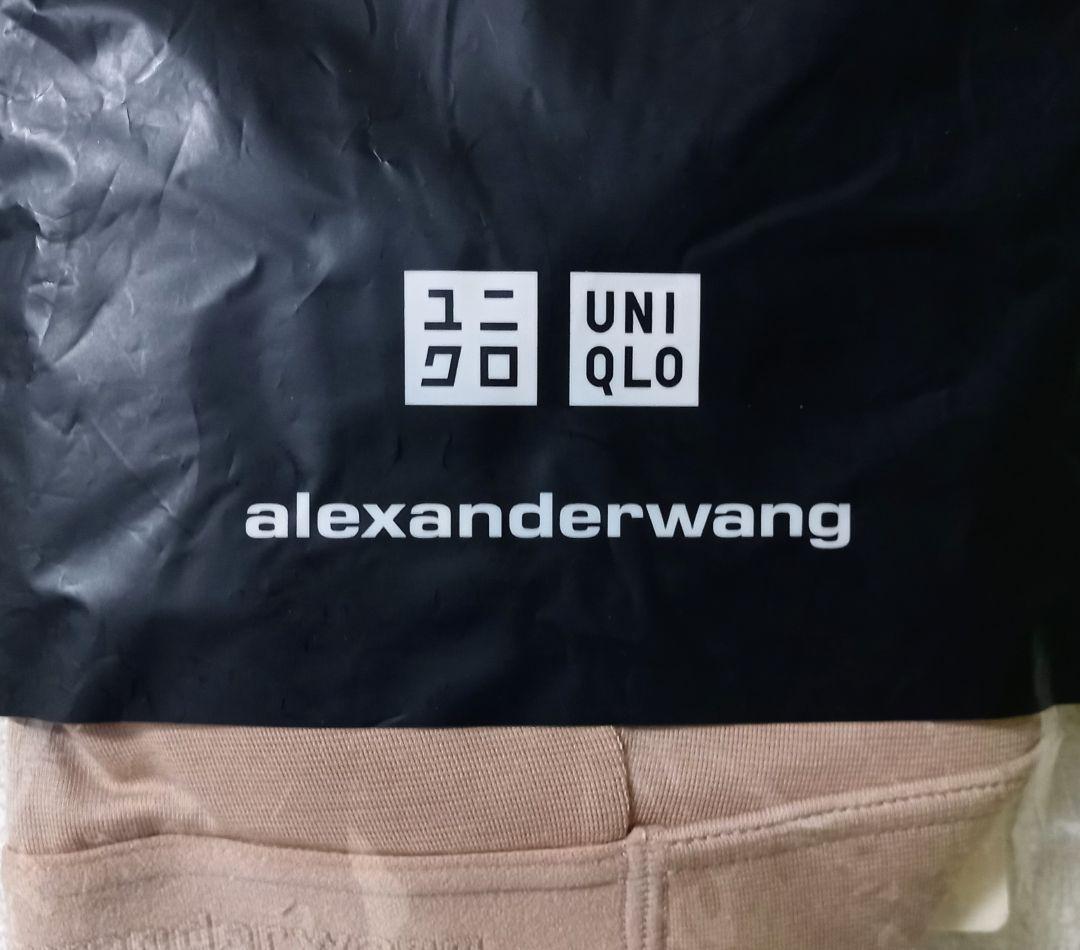 ユニ
クロ
UNI
QLO
alexanderwang